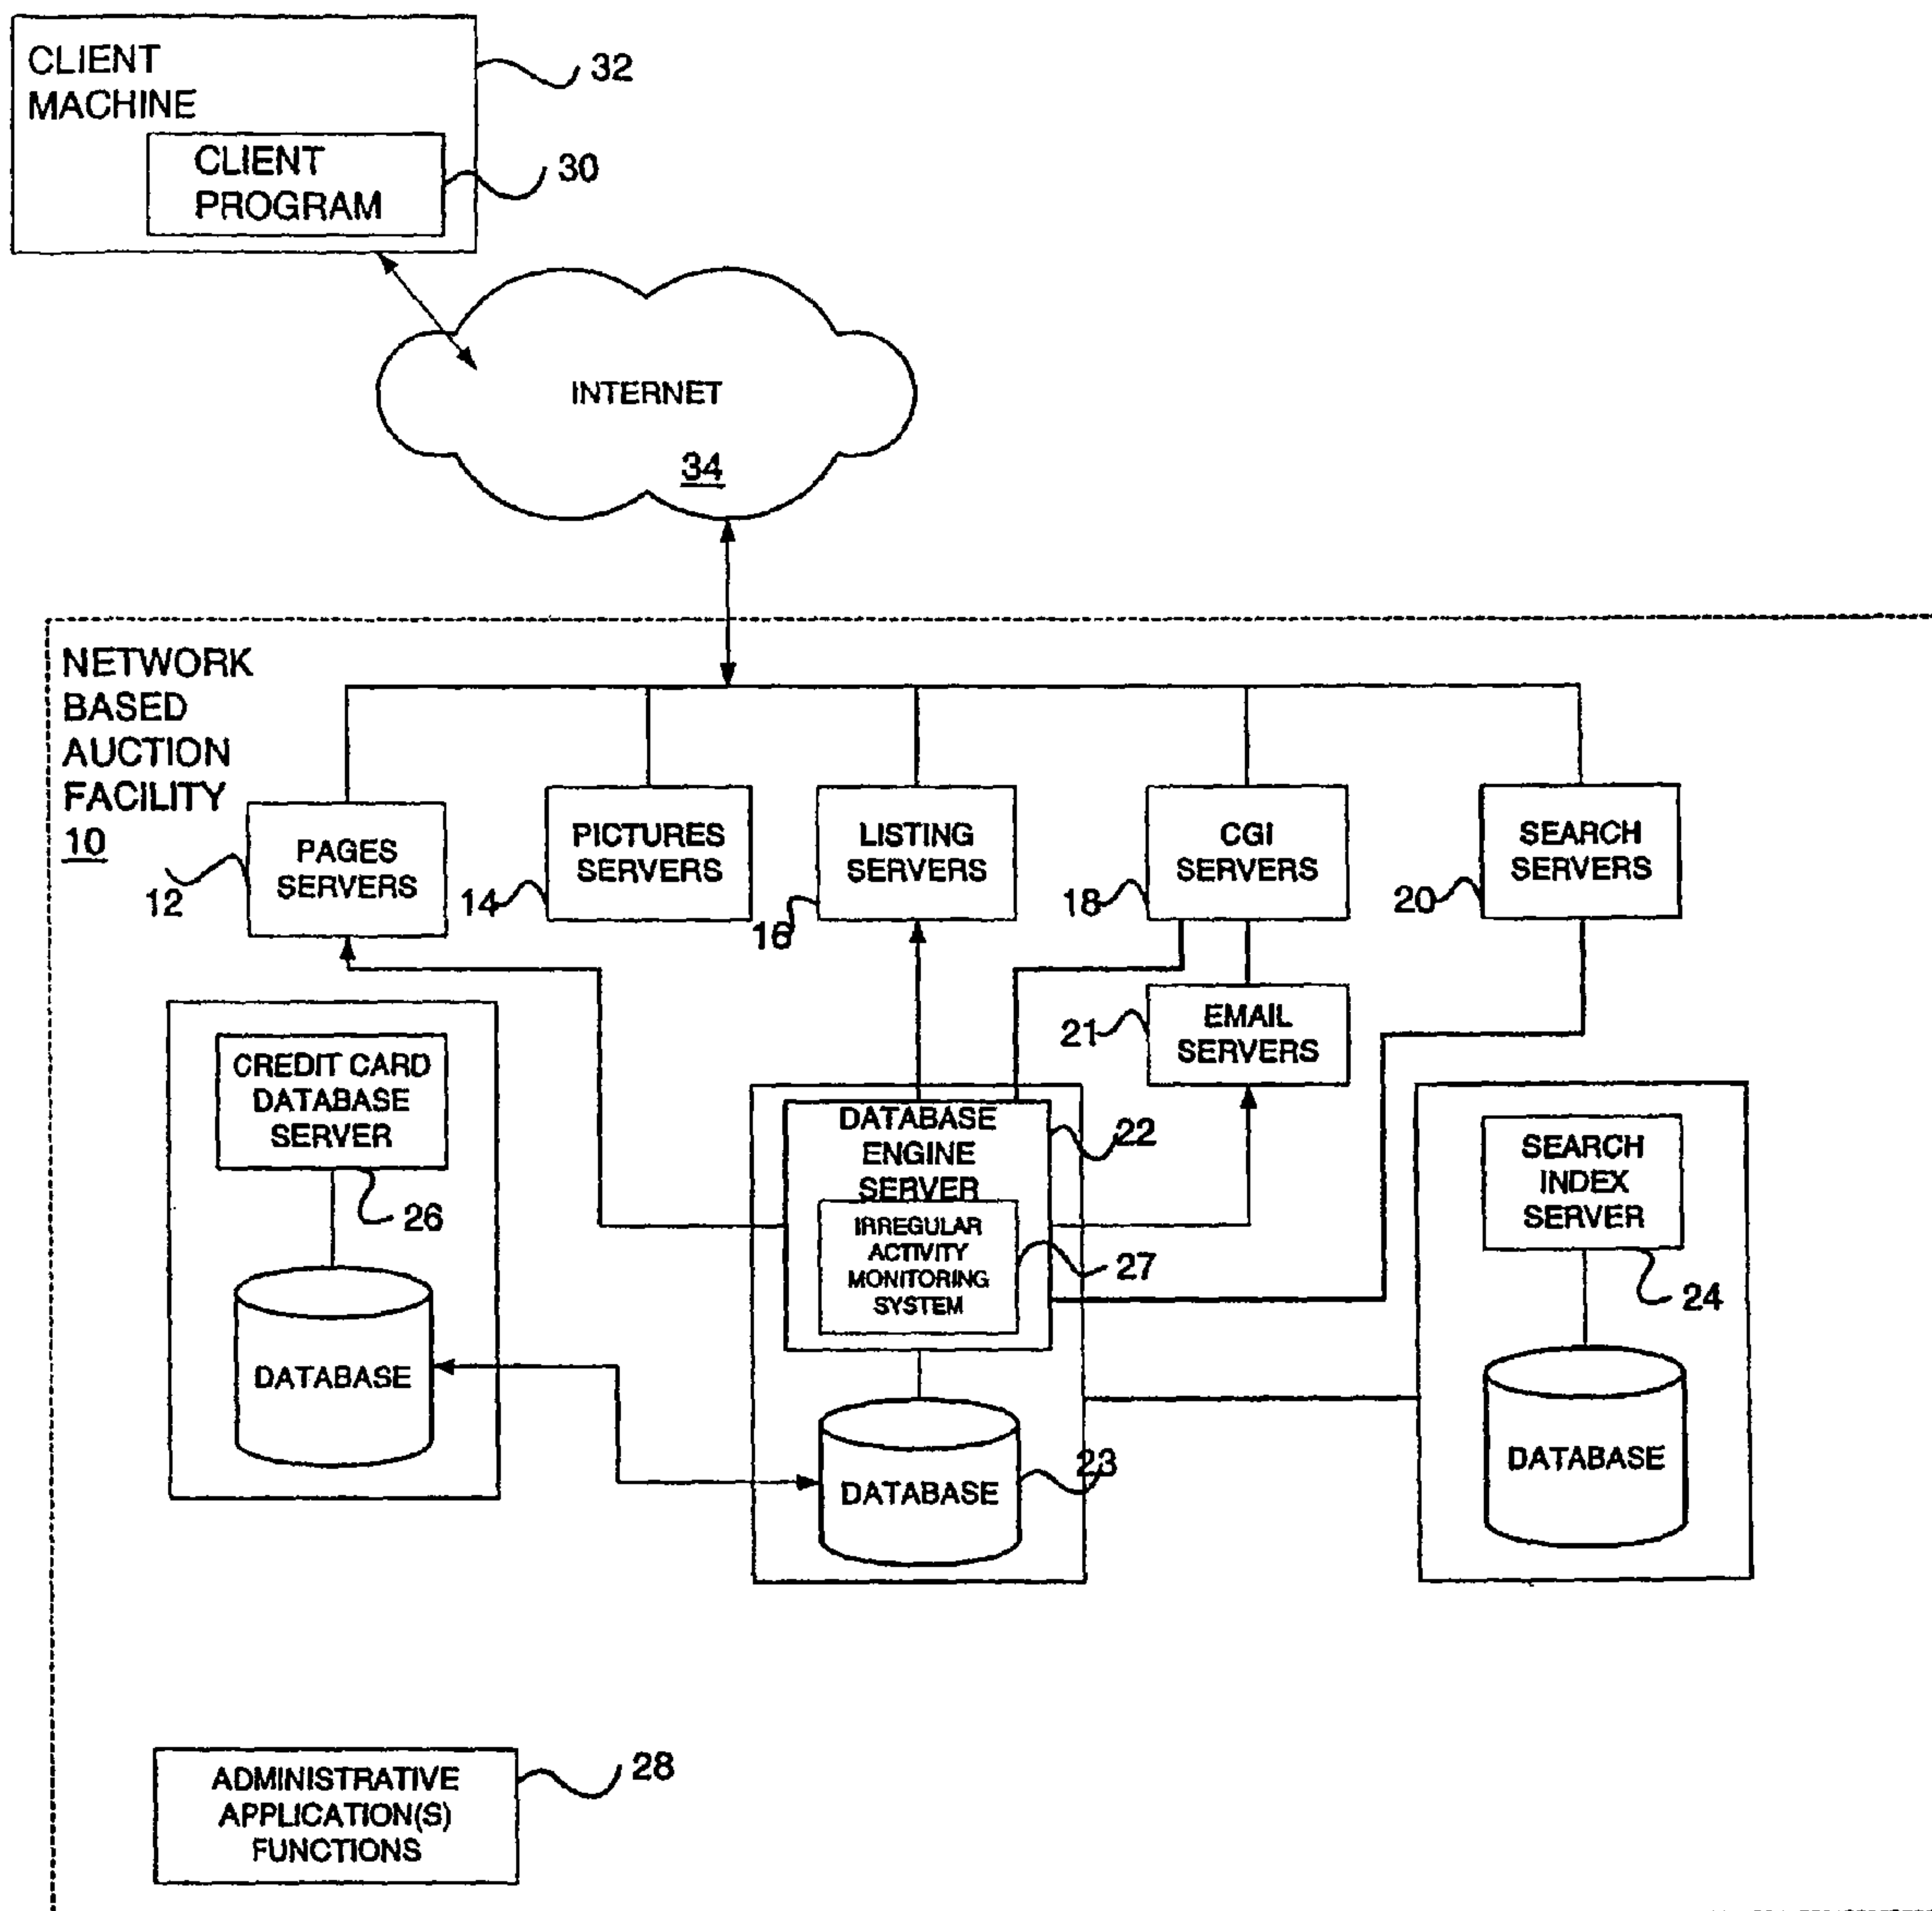 CLIENT
MACHINE
32
CLIENT
PROGRAM
30
INTERNET
34
NETWORK
BASED
AUCTION
FACILITY
10
PAGES
SERVERS
12
PICTURES
SERVERS
14
LISTING
SERVERS
16
CGI
SERVERS
18
SEARCH
SERVERS
20
EMAIL
SERVERS
21
CREDIT CARD
DATABASE
SERVER
26
DATABASE
DATABASE
ENGINE
SERVER
22
IRREGULAR
ACTIVITY
MONITORING
SYSTEM
27
DATABASE
23
SEARCH
INDEX
SERVER
24
DATABASE
ADMINISTRATIVE
APPLICATION(S)
FUNCTIONS
28